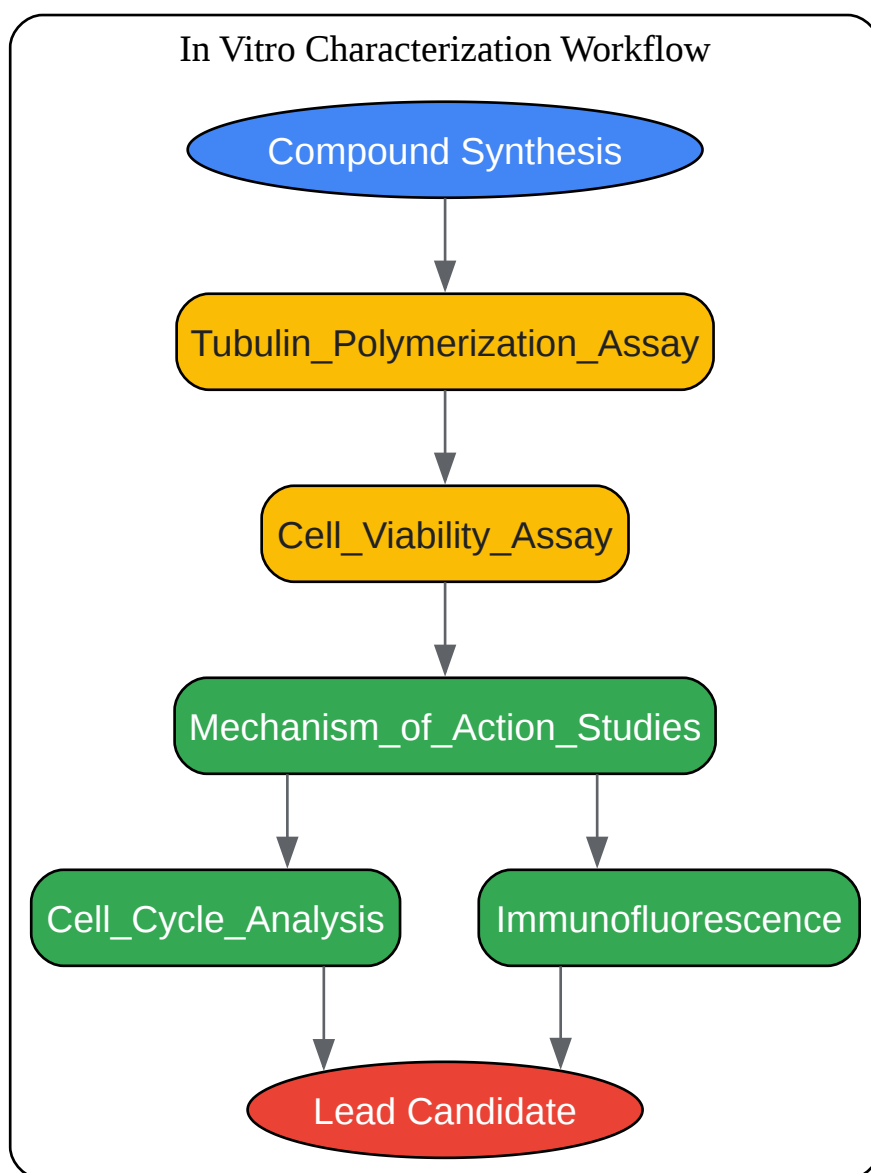 In Vitro Characterization Workflow
Compound Synthesis
Tubulin_Polymerization_Assay
Cell_Viability_Assay
Mechanism_of_Action_Studies
Cell_Cycle_Analysis
Immunofluorescence
Lead Candidate